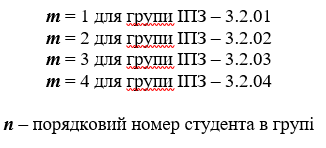 m = 1 для групи ІПЗ – 3.2.01
m = 2 для групи ІПЗ – 3.2.02
m = 3 для групи ІПЗ – 3.2.03
m = 4 для групи ІПЗ – 3.2.04
n – порядковий номер студента в групі